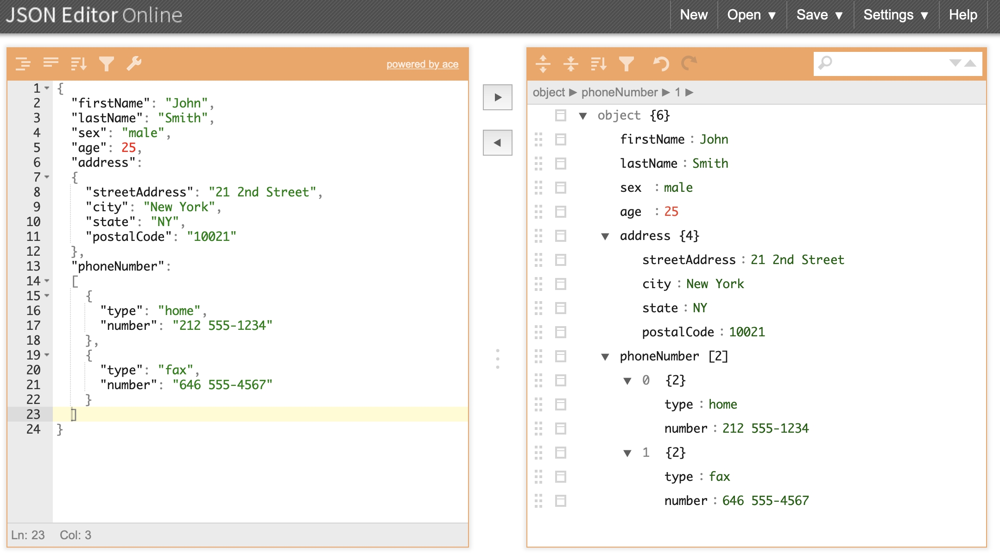 JSON Editor Online
New Open ▼ Save ▼ Settings ▼ Help
powered by ace
1 {
2 "firstName": "John",
3 "lastName": "Smith",
4 "sex": "male",
5 "age": 25,
6 "address":
7 {
8 "streetAddress": "21 2nd Street",
9 "city": "New York",
10 "state": "NY",
11 "postalCode": "10021"
12 },
13 "phoneNumber":
14 [
15 {
16 "type": "home",
17 "number": "212 555-1234"
18 },
19 {
20 "type": "fax",
21 "number": "646 555-4567"
22 }
23 ]
24 }
Ln: 23 Col: 3
object ▶ phoneNumber ▶ 1 ▶
▼ object {6}
firstName : John
lastName : Smith
sex : male
age : 25
▼ address {4}
streetAddress : 21 2nd Street
city : New York
state : NY
postalCode : 10021
▼ phoneNumber [2]
▼ 0 {2}
type : home
number : 212 555-1234
▼ 1 {2}
type : fax
number : 646 555-4567